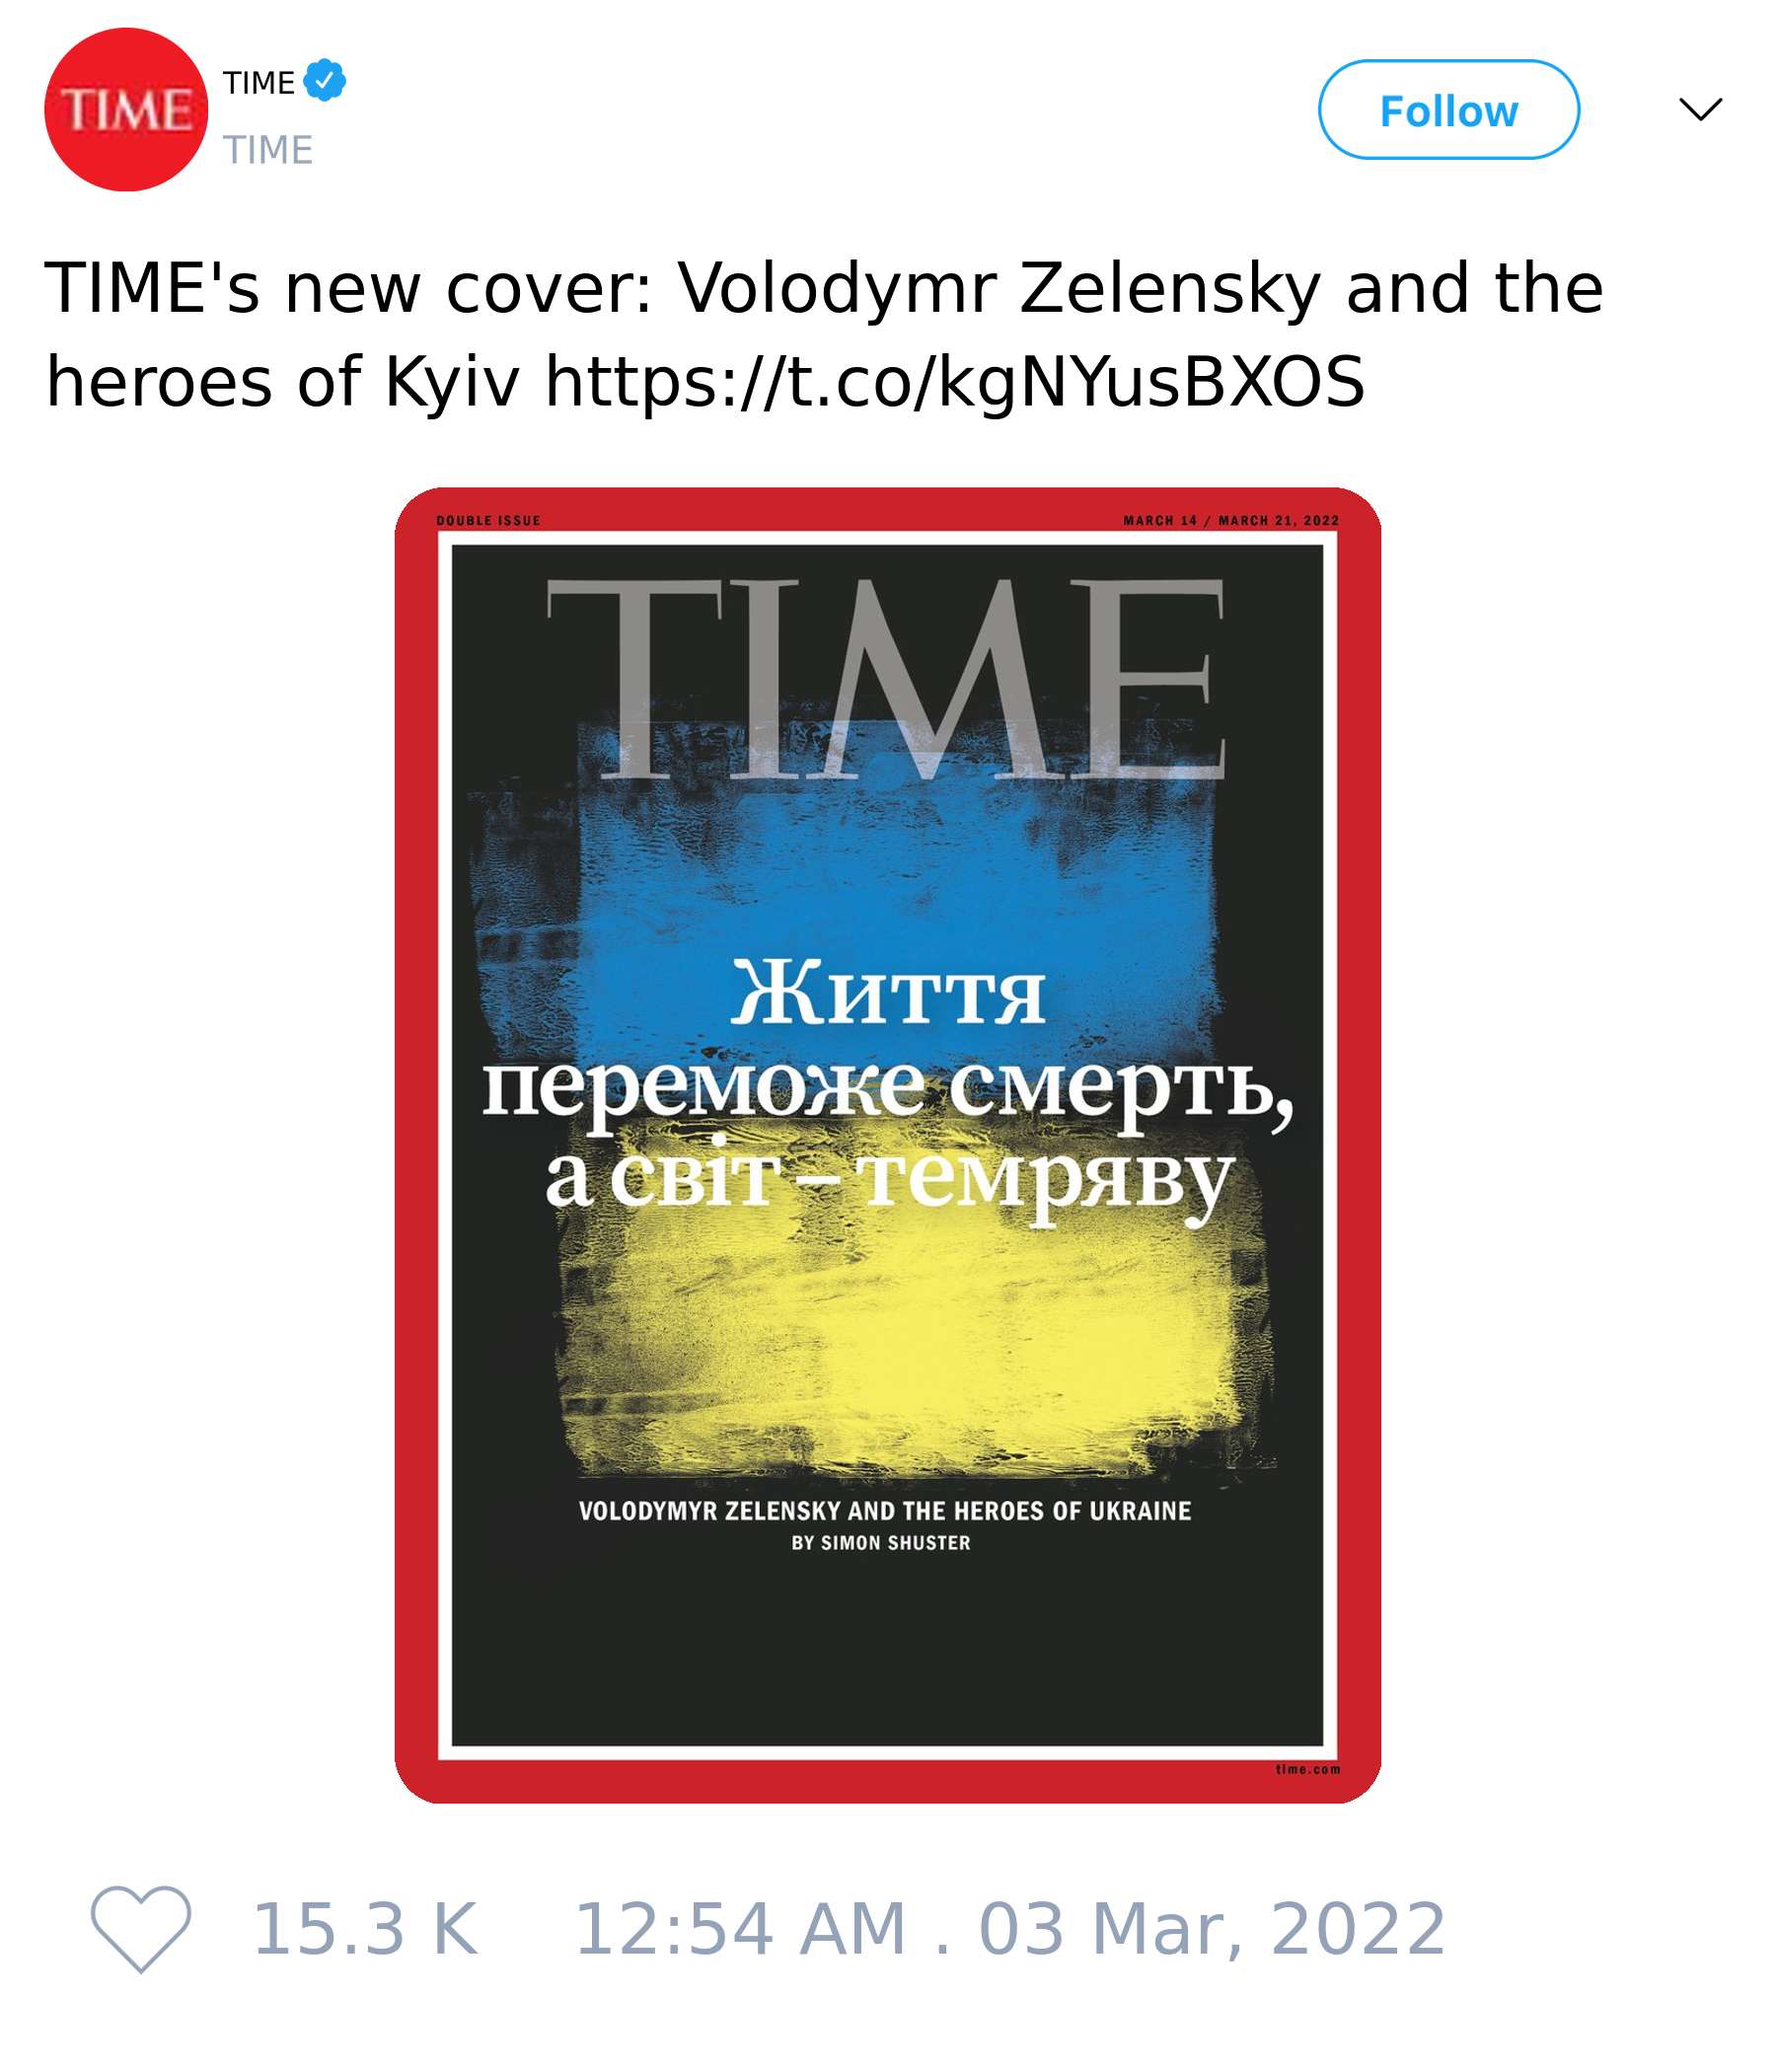 TIME
TIME
TIME
Follow
TIME's new cover: Volodymr Zelensky and the
heroes of Kyiv https://t.co/kgNYusBXOS
DOUBLE ISSUE
MARCH 14 / MARCH 21, 2022
TIME
Життя
переможе смерть,
а світ – темряву
VOLODYMYR ZELENSKY AND THE HEROES OF UKRAINE
BY SIMON SHUSTER
time.com
15.3 K
12:54 AM . 03 Mar, 2022